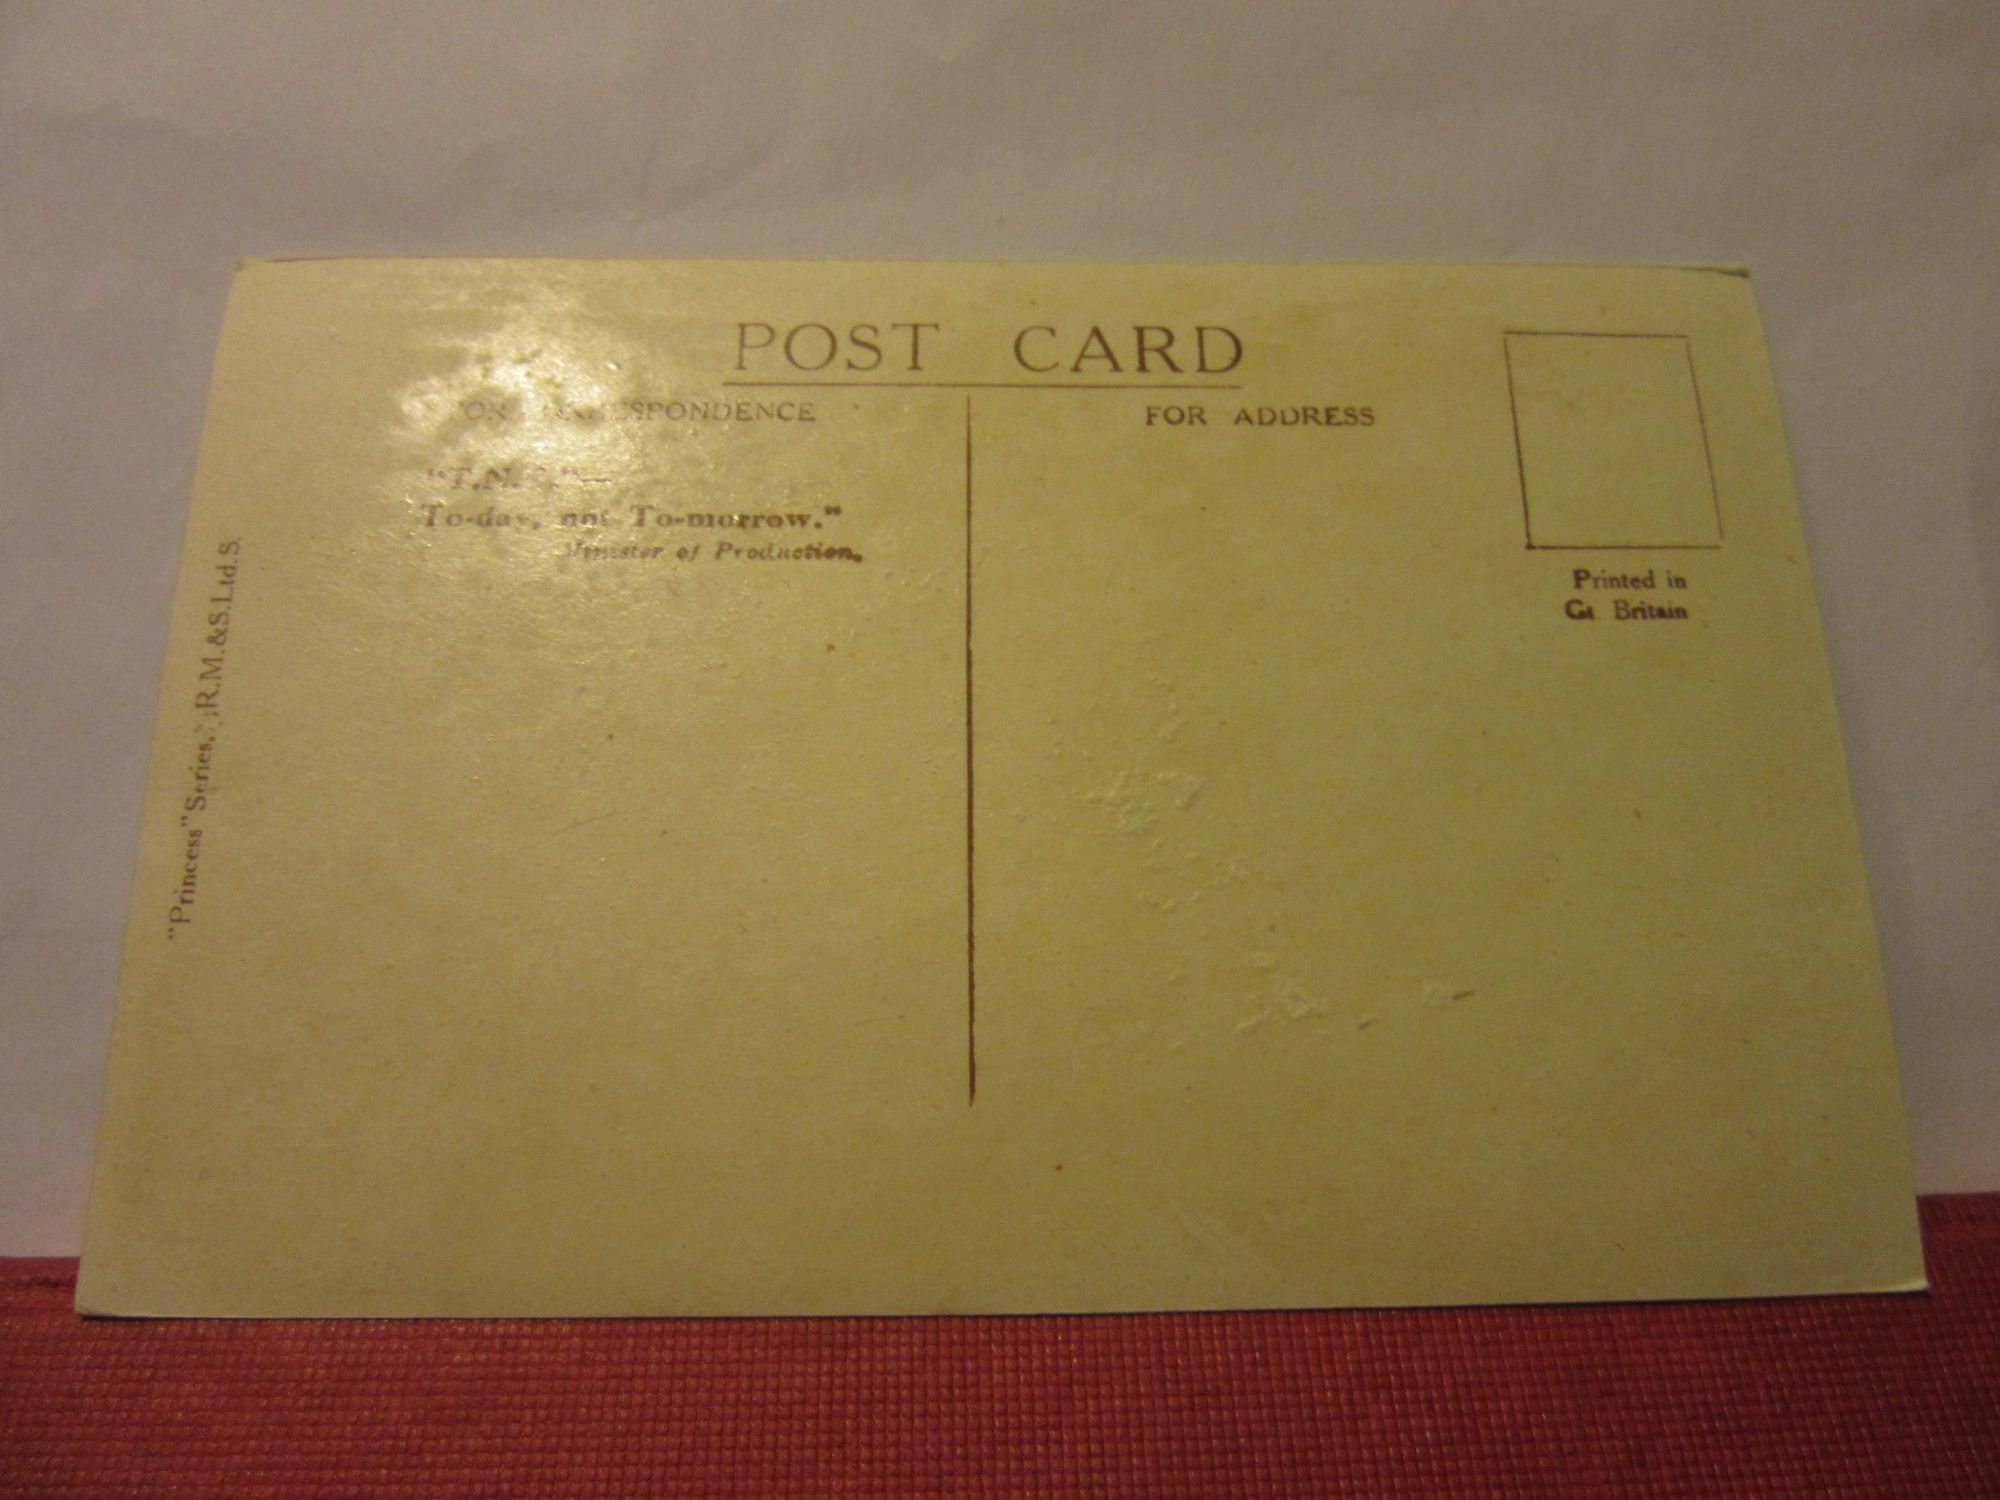 POST CARD
CORRESPONDENCE
FOR ADDRESS
To-day, not To-morrow."
Minister of Production.
Printed in
Gt Britain
"Princess" Series, R.M.&S.Ltd.S.